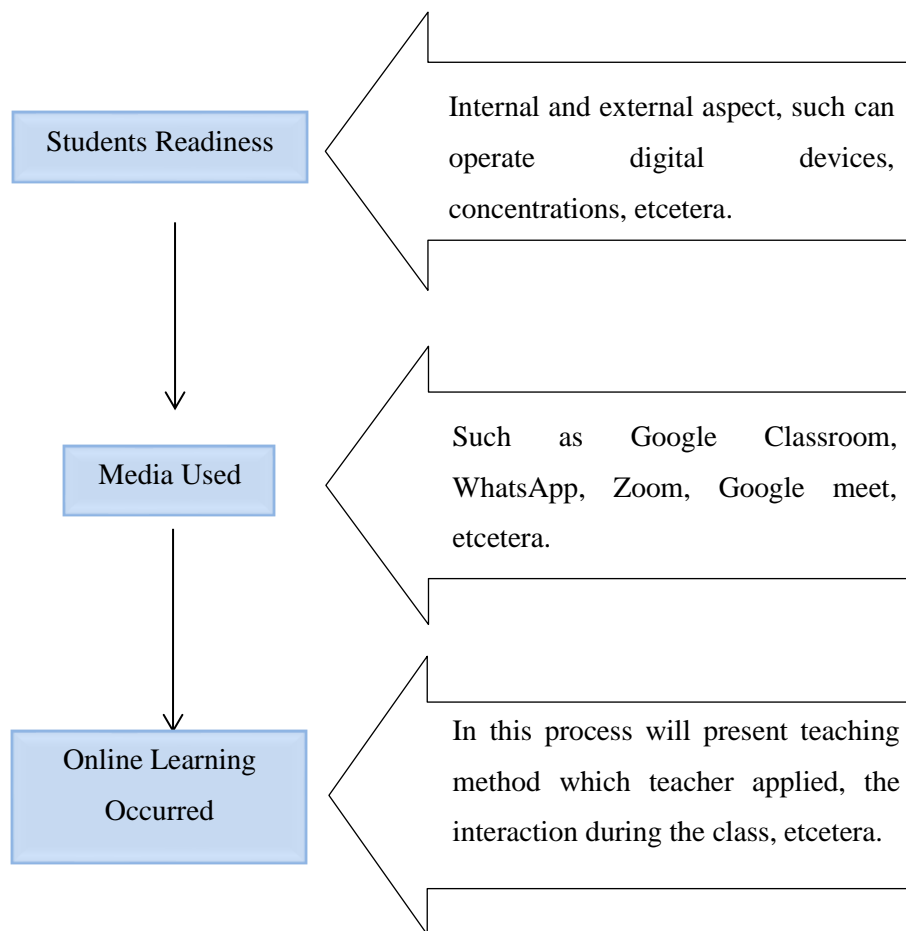 Students Readiness
Internal and external aspect, such can
operate digital devices,
concentrations, etcetera.
Media Used
Such as Google Classroom,
WhatsApp, Zoom, Google meet,
etcetera.
Online Learning
Occurred
In this process will present teaching
method which teacher applied, the
interaction during the class, etcetera.